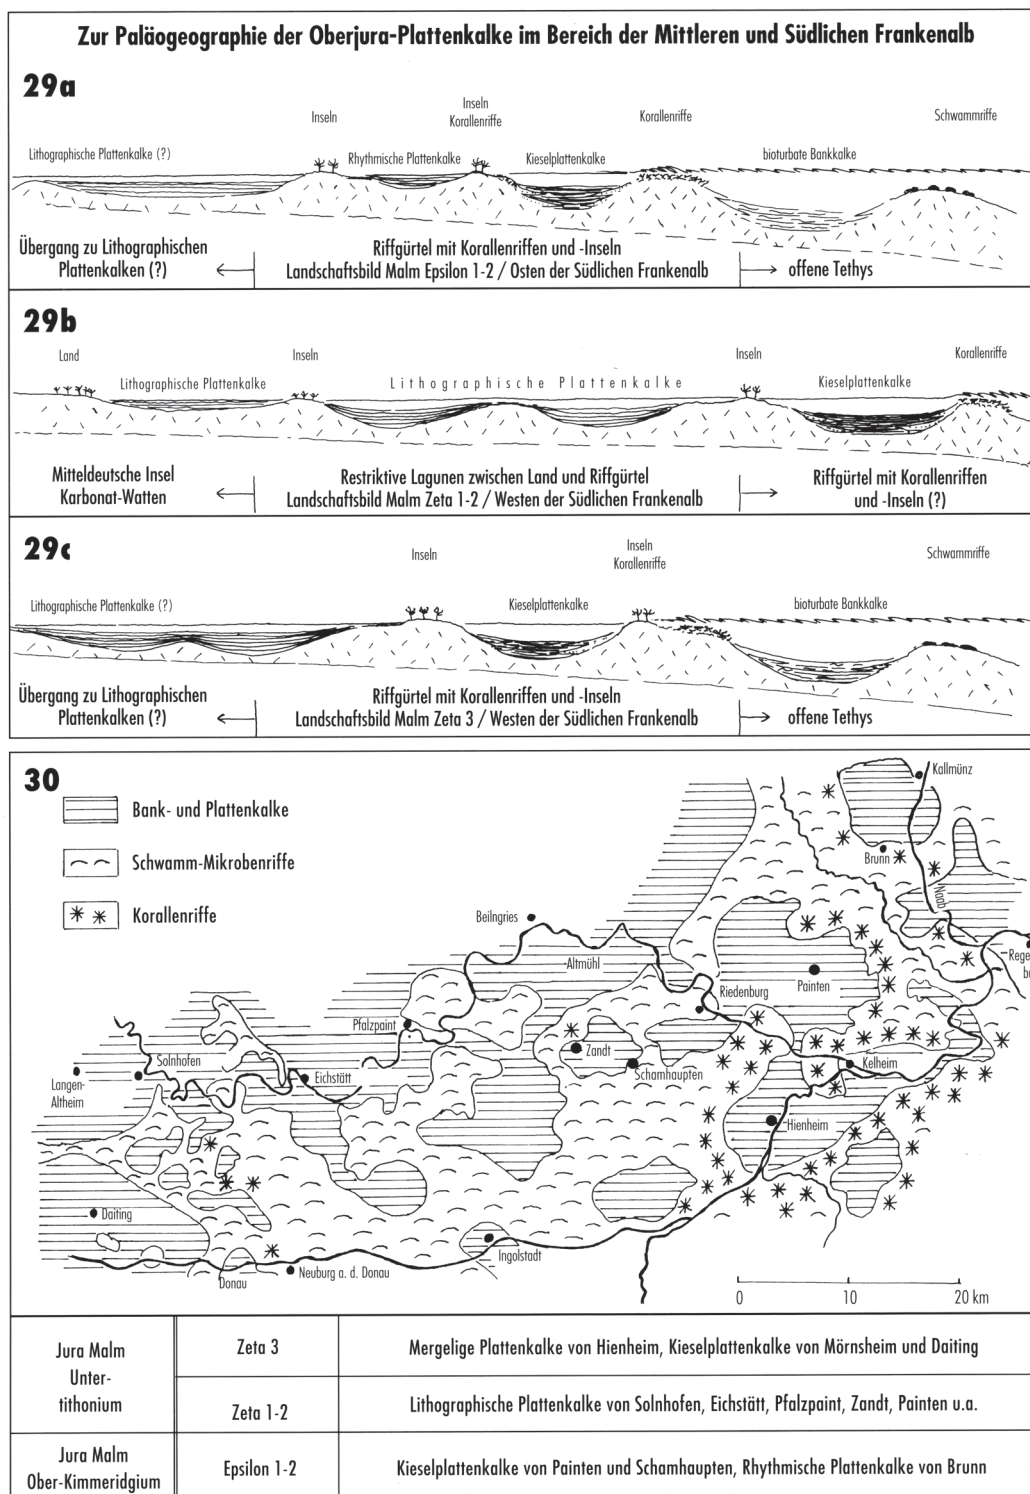 Zur Paläogeographie der Oberjura-Plattenkalke im Bereich der Mittleren und Südlichen Frankenalb
29a
Inseln
Inseln
Korallenriffe
Korallenriffe
Schwammriffe
Lithographische Plattenkalke (?)
Rhythmische Plattenkalke
Kieselplattenkalke
bioturbate Bankkalke
Übergang zu Lithographischen
Plattenkalken (?)
Riffgürtel mit Korallenriffen und -Inseln
Landschaftsbild Malm Epsilon 1-2 / Osten der Südlichen Frankenalb
offene Tethys
29b
Land
Inseln
Inseln
Korallenriffe
Lithographische Plattenkalke
Lithographische Plattenkalke
Kieselplattenkalke
Mitteldeutsche Insel
Karbonat-Watten
Restriktive Lagunen zwischen Land und Riffgürtel
Landschaftsbild Malm Zeta 1-2 / Westen der Südlichen Frankenalb
Riffgürtel mit Korallenriffen
und -Inseln (?)
29c
Inseln
Inseln
Korallenriffe
Schwammriffe
Lithographische Plattenkalke (?)
Kieselplattenkalke
bioturbate Bankkalke
Übergang zu Lithographischen
Plattenkalken (?)
Riffgürtel mit Korallenriffen und -Inseln
Landschaftsbild Malm Zeta 3 / Westen der Südlichen Frankenalb
offene Tethys
30
Bank- und Plattenkalke
Schwamm-Mikrobenriffe
Korallenriffe
Kallmünz
Brunn
Naab
Beilngries
Altmühl
Rege
bu
Painten
Riedenburg
Pfalzpaint
Solnhofen
Zandt
Kelheim
Langen-
Altheim
Eichstätt
Schamhaupten
Hienheim
Daiting
Ingolstadt
Donau
Neuburg a. d. Donau
0 10 20 km
Jura Malm
Unter-
tithonium
Zeta 3
Mergelige Plattenkalke von Hienheim, Kieselplattenkalke von Mörnsheim und Daiting
Zeta 1-2
Lithographische Plattenkalke von Solnhofen, Eichstätt, Pfalzpaint, Zandt, Painten u.a.
Jura Malm
Ober-Kimmeridgium
Epsilon 1-2
Kieselplattenkalke von Painten und Schamhaupten, Rhythmische Plattenkalke von Brunn